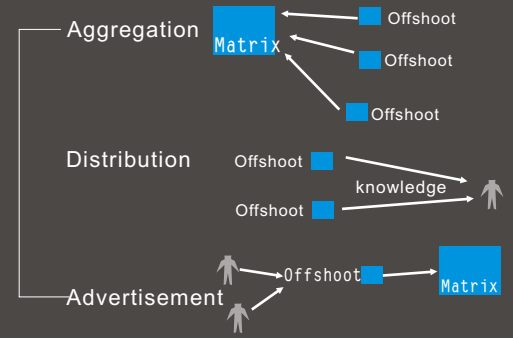 Aggregation
Matrix
Offshoot
Offshoot
Offshoot
Distribution
Offshoot
knowledge
Offshoot
Offshoot
Matrix
Advertisement